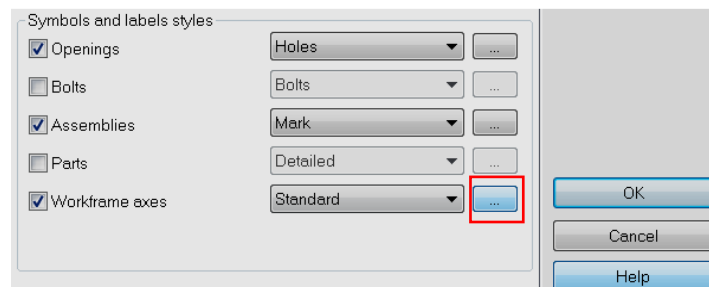 Symbols and labels styles
Openings Holes ...
Bolts Bolts ...
Assemblies Mark ...
Parts Detailed ...
Workframe axes Standard ...
OK
Cancel
Help